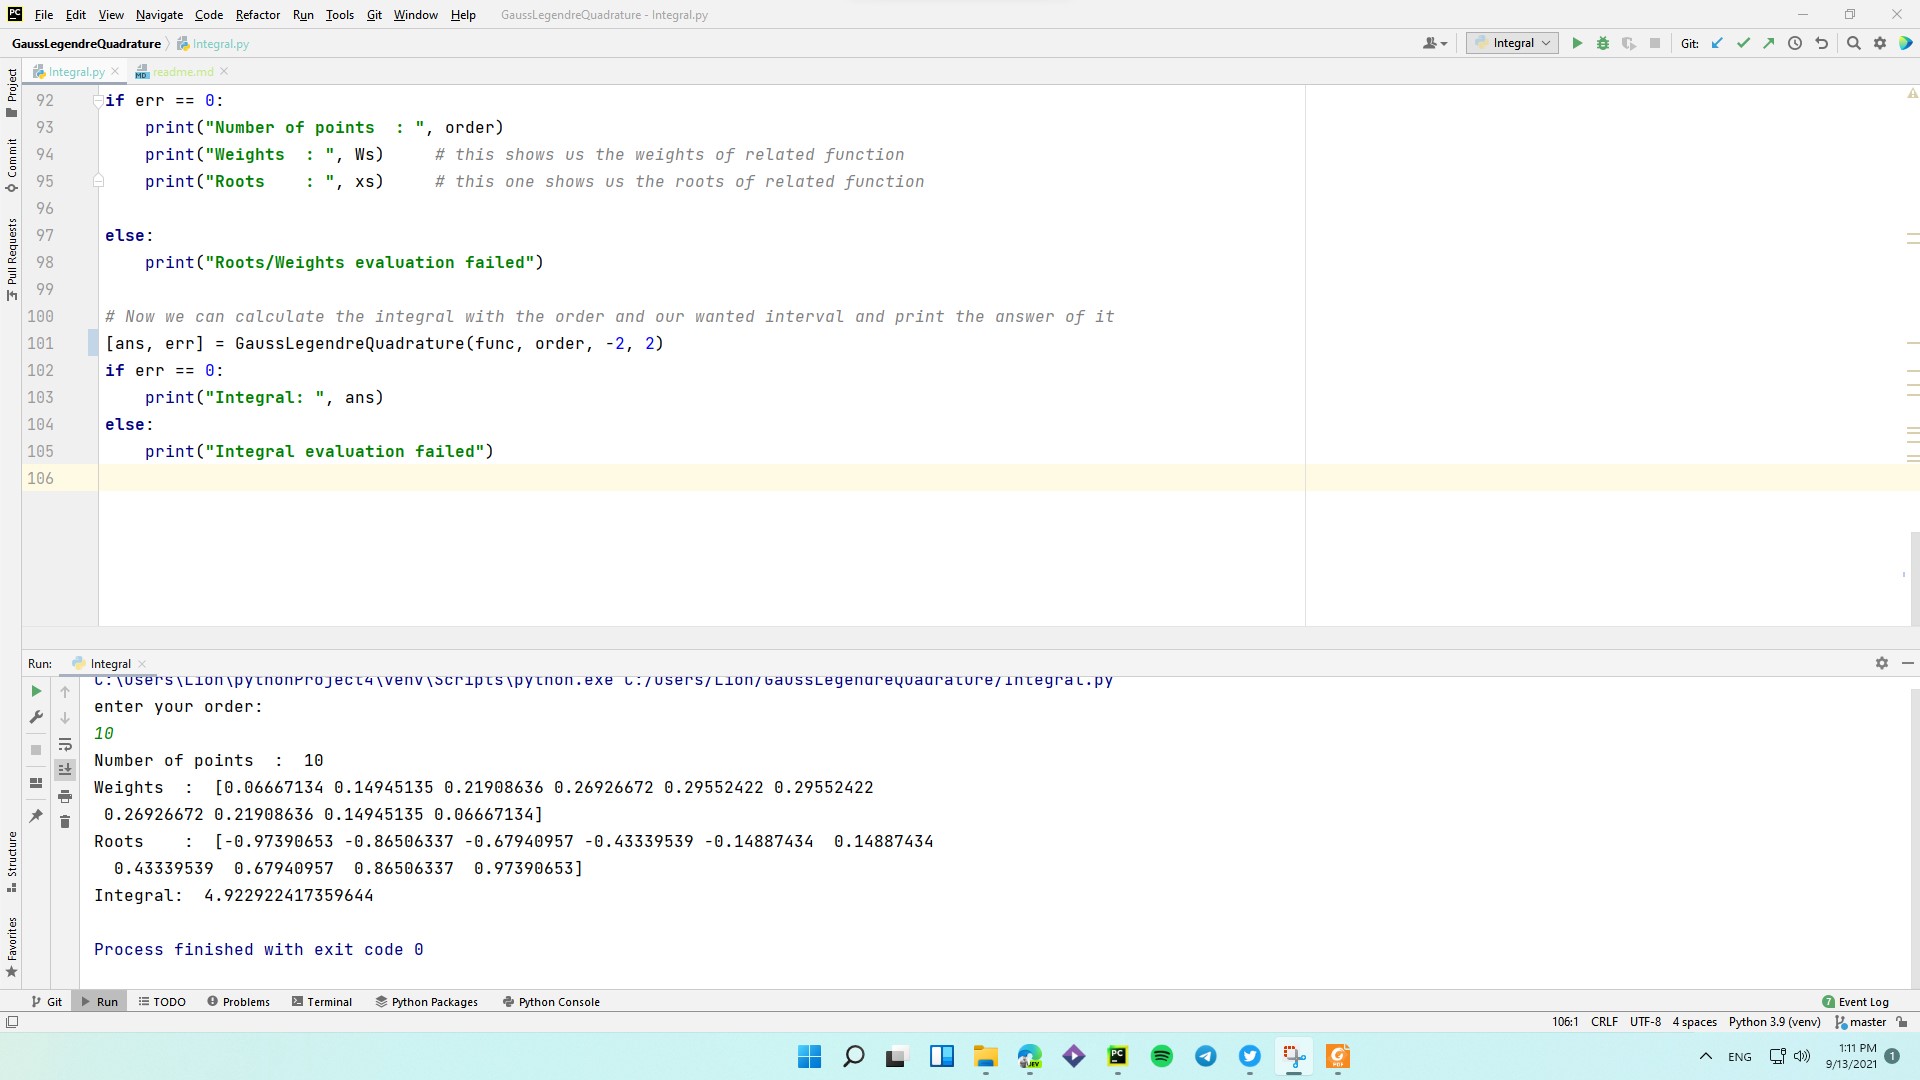 PC File Edit View Navigate Code Refactor Run Tools Git Window Help GaussLegendreQuadrature - Integral.py
GaussLegendreQuadrature Integral.py Integral Git:
Integral.py readme.md
Project
Commit
Pull Requests
92 if err == 0:
93 print("Number of points  : ", order)
94 print("Weights  : ", Ws)     # this shows us the weights of related function
95 print("Roots    : ", xs)     # this one shows us the roots of related function
96
97 else:
98 print("Roots/Weights evaluation failed")
99
100 # Now we can calculate the integral with the order and our wanted interval and print the answer of it
101 [ans, err] = GaussLegendreQuadrature(func, order, -2, 2)
102 if err == 0:
103 print("Integral: ", ans)
104 else:
105 print("Integral evaluation failed")
106
Run: Integral
C:\Users\Lion\pythonProject4\venv\Scripts\python.exe C:/Users/Lion/GaussLegendreQuadrature/Integral.py
enter your order:
10
Number of points  :  10
Weights  :  [0.06667134 0.14945135 0.21908636 0.26926672 0.29552422 0.29552422
0.26926672 0.21908636 0.14945135 0.06667134]
Roots    :  [-0.97390653 -0.86506337 -0.67940957 -0.43339539 -0.14887434  0.14887434
0.43339539  0.67940957  0.86506337  0.97390653]
Integral:  4.922922417359644
Process finished with exit code 0
Structure
Favorites
Git Run TODO Problems Terminal Python Packages Python Console 7 Event Log
106:1 CRLF UTF-8 4 spaces Python 3.9 (venv) master
ENG 1:11 PM
9/13/2021 1